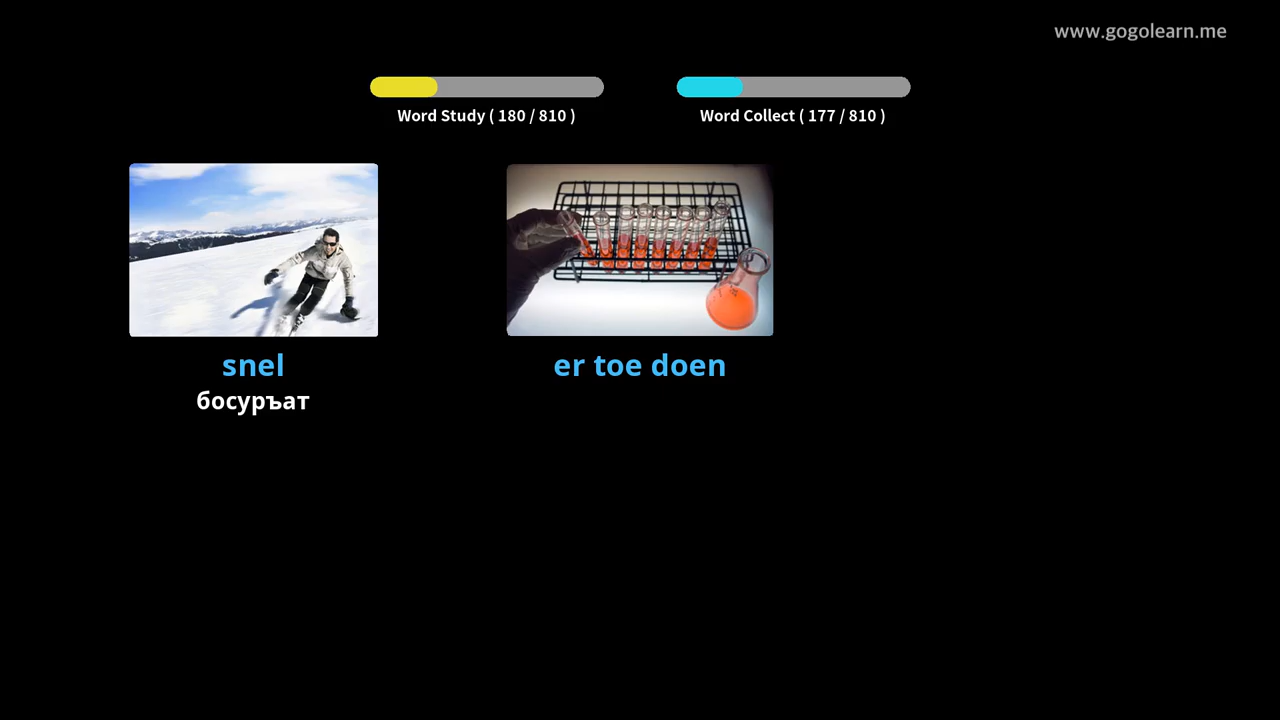 www.gogolearn.me
Word Study ( 180 / 810 )
Word Collect ( 177 / 810 )
snel
босуръат
er toe doen